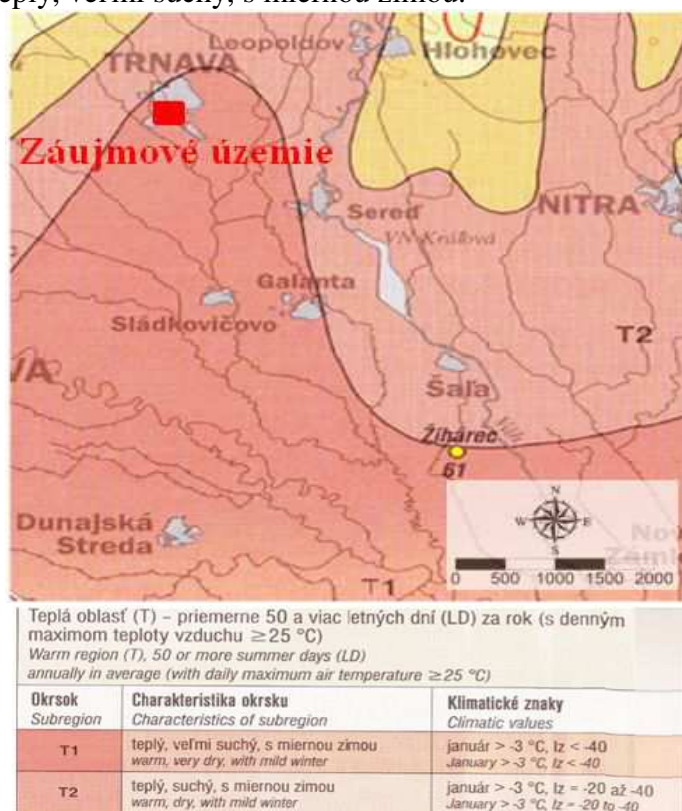 teplý, veľmi suchý, s miernou zimou.
Leopoldov
Hlohovec
TRNAVA
Záujmové územie
Sereď
NITRA
VN Kráľová
Galanta
Sládkovičovo
T2
VA
Šaľa
Váh
Žihárec
61
Dunajská
Streda
T1
N
W E
S
0 500 1000 1500 2000
Teplá oblasť (T) – priemerne 50 a viac letných dní (LD) za rok (s denným
maximom teploty vzduchu ≥25 °C)
Warm region (T), 50 or more summer days (LD)
annually in average (with daily maximum air temperature ≥25 °C)
Okrsok Charakteristika okrsku Klimatické znaky
Subregion Characteristics of subregion Climatic values
T1 teplý, veľmi suchý, s miernou zimou január > -3 °C, Iz < -40
warm, very dry, with mild winter January > -3 °C, Iz < -40
T2 teplý, suchý, s miernou zimou január > -3 °C, Iz = -20 až -40
warm, dry, with mild winter January > -3 °C, Iz = -20 to -40